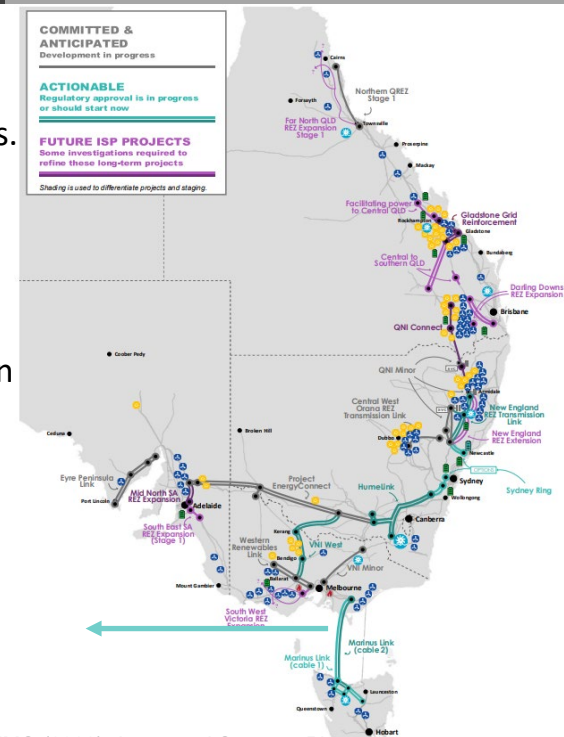 COMMITTED &
ANTICIPATED
Development in progress
ACTIONABLE
Regulatory approval is in progress
or should start now
FUTURE ISP PROJECTS
Some investigations required to
refine these long-term projects
Shading is used to differentiate projects and staging.
s.
m
Cairns
Northern QREZ
Stage 1
Forsayth
Far North QLD
REZ Expansion
Stage 1
Townsville
Proserpine
Mackay
Facilitating power
to Central QLD
Rockhampton
Gladstone Grid
Reinforcement
Gladstone
Central to
Southern QLD
Bundaberg
Darling Downs
REZ Expansion
Brisbane
QNI Connect
Coober Pedy
QNI Minor
Armidale
Central West
Orana REZ
Transmission Link
New England
REZ Transmission
Link
New England
REZ Extension
Ceduna
Broken Hill
Dubbo
Newcastle
Eyre Peninsula
Link
Port Lincoln
Mid North SA
REZ Expansion
Adelaide
Project
EnergyConnect
HumeLink
Sydney
Wollongong
Sydney Ring
South East SA
REZ Expansion
(Stage 1)
Canberra
Kerang
VNI West
Western
Renewables
Link
Bendigo
VNI Minor
Mount Gambier
Ballarat
Melbourne
South West
Victoria REZ
Expansion
Marinus Link
(cable 2)
Marinus Link
(cable 1)
Launceston
Queenstown
Hobart